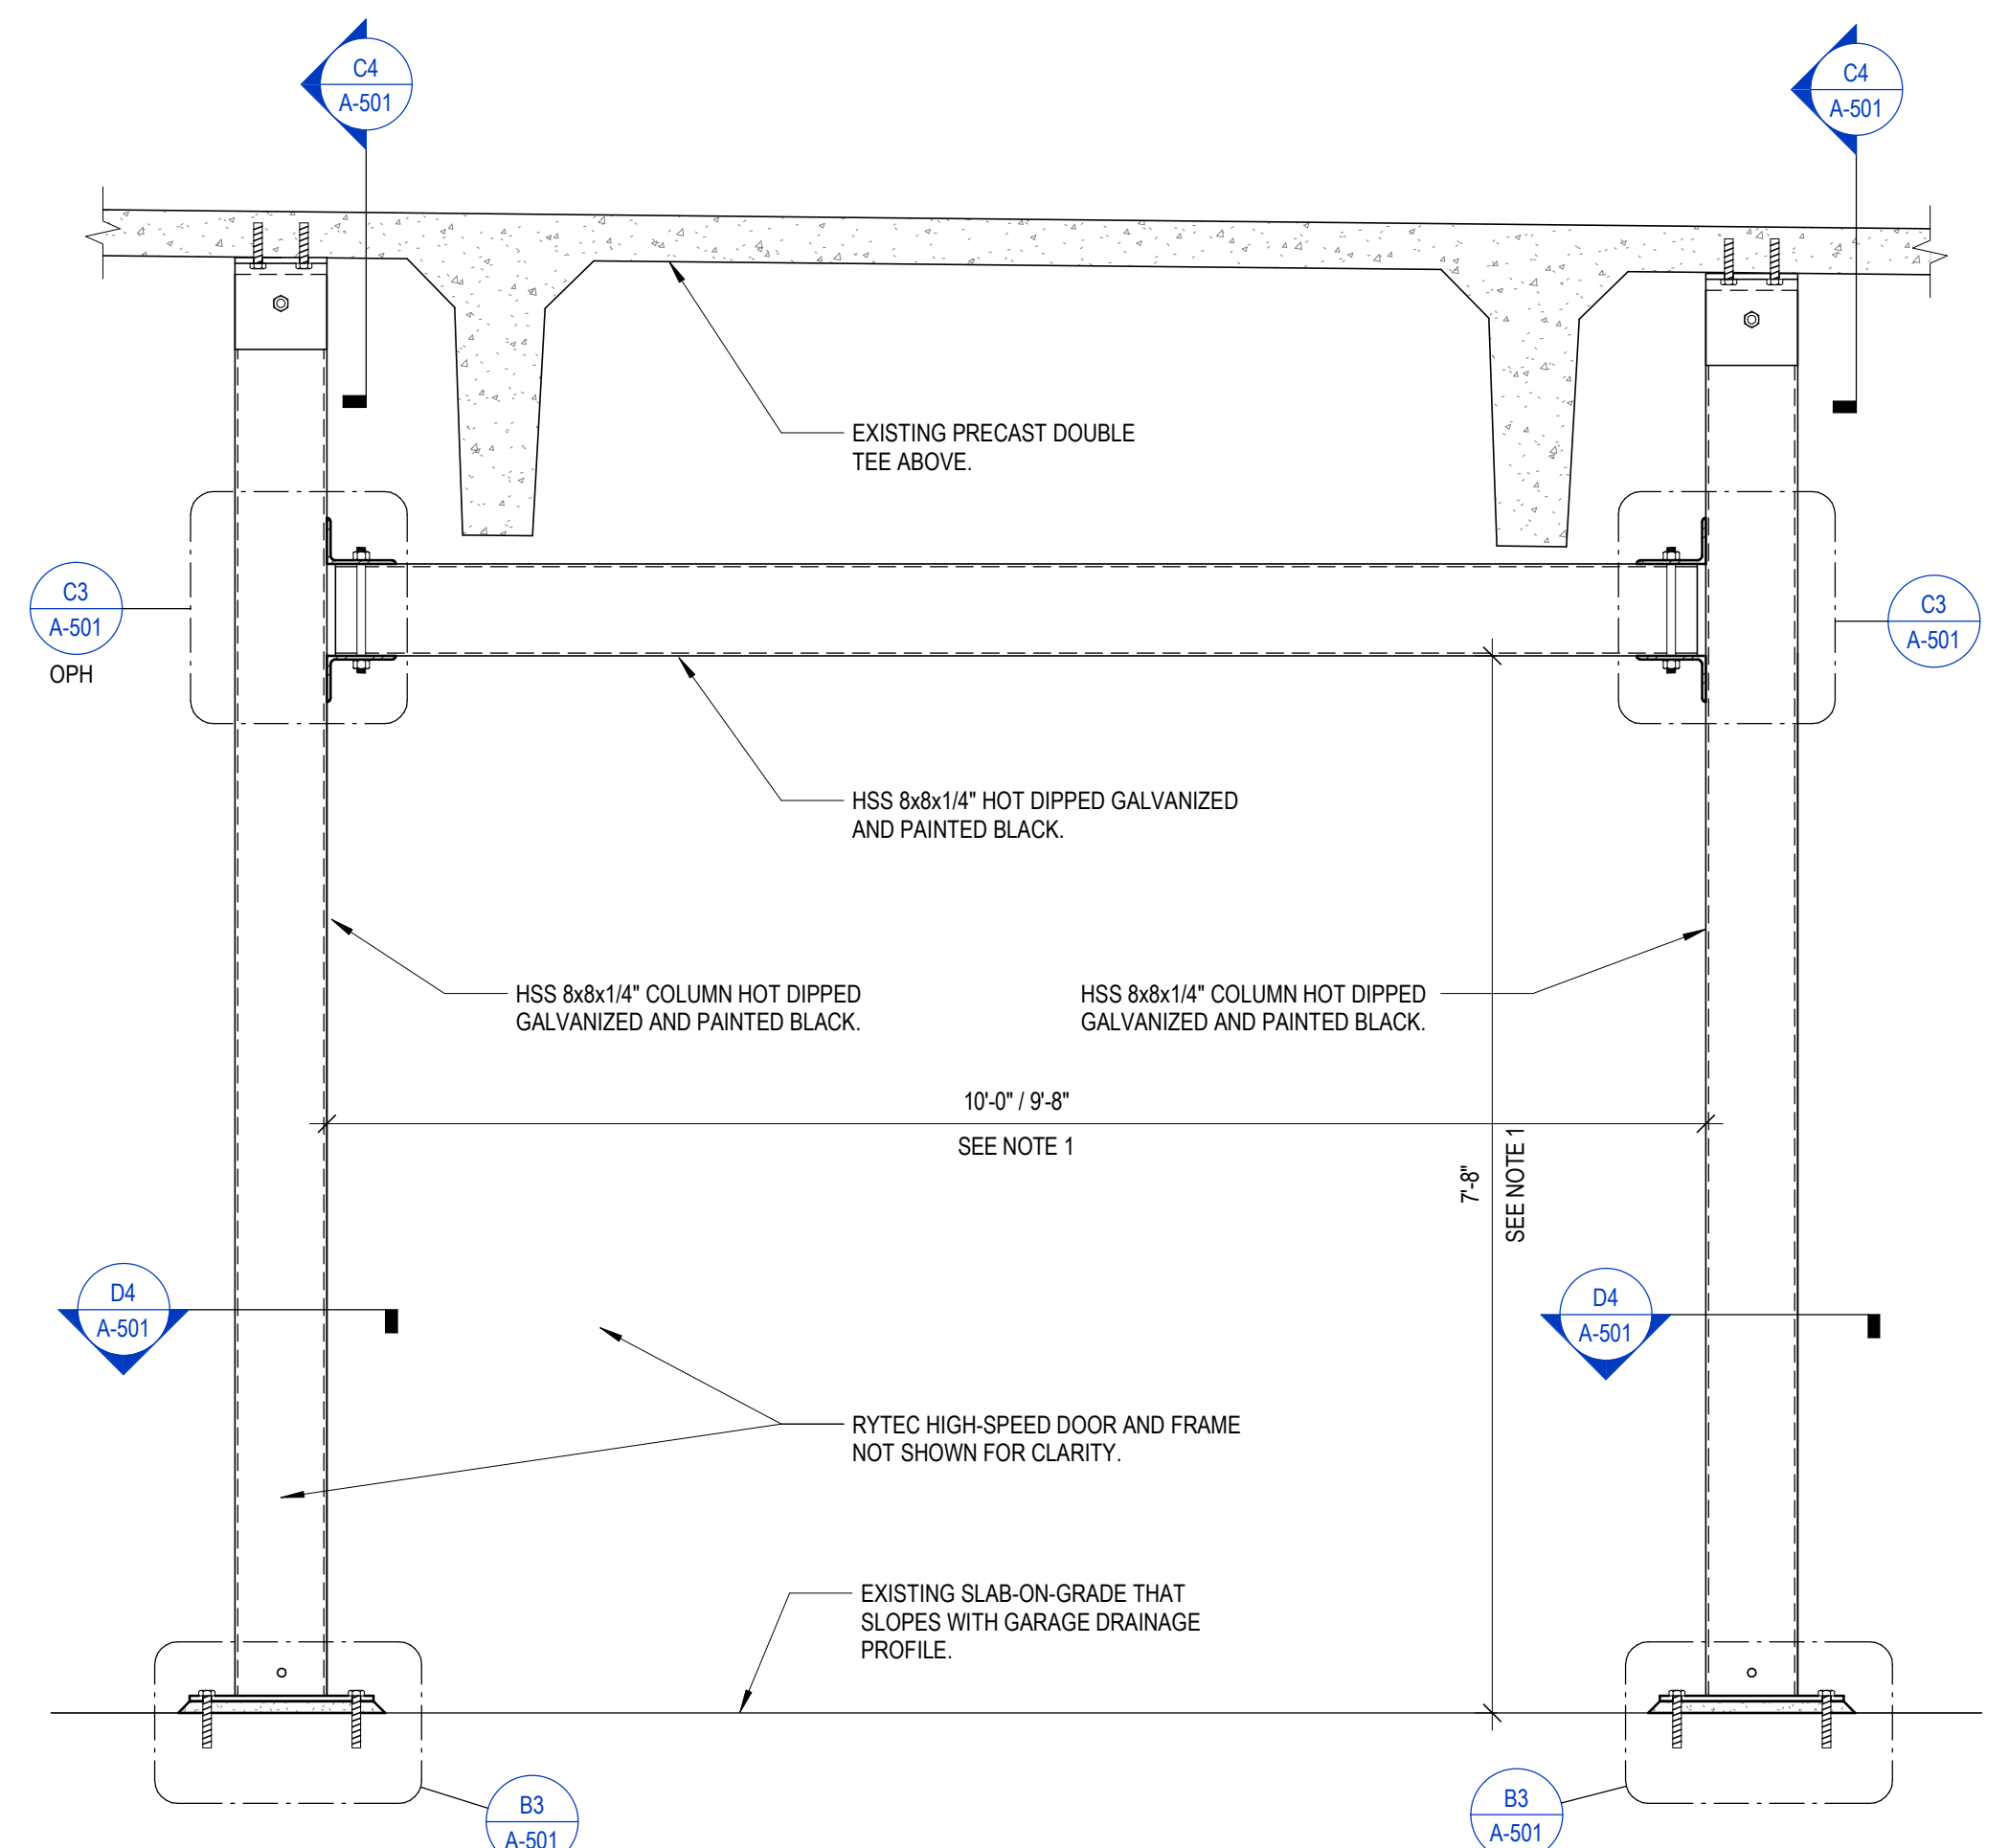 C4
A-501
C4
A-501
EXISTING PRECAST DOUBLE
TEE ABOVE.
C3
A-501
OPH
C3
A-501
HSS 8x8x1/4" HOT DIPPED GALVANIZED
AND PAINTED BLACK.
HSS 8x8x1/4" COLUMN HOT DIPPED
GALVANIZED AND PAINTED BLACK.
HSS 8x8x1/4" COLUMN HOT DIPPED
GALVANIZED AND PAINTED BLACK.
10'-0" / 9'-8"
SEE NOTE 1
7'-8"
SEE NOTE 1
D4
A-501
D4
A-501
RYTEC HIGH-SPEED DOOR AND FRAME
NOT SHOWN FOR CLARITY.
EXISTING SLAB-ON-GRADE THAT
SLOPES WITH GARAGE DRAINAGE
PROFILE.
B3
A-501
B3
A-501